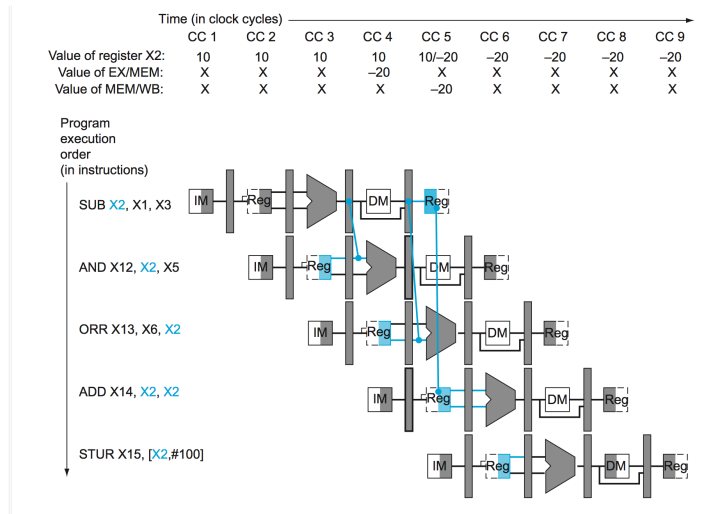 Time (in clock cycles)
CC 1 CC 2 CC 3 CC 4 CC 5 CC 6 CC 7 CC 8 CC 9
Value of register X2: 10 10 10 10 10/–20 –20 –20 –20 –20
Value of EX/MEM: X X X –20 X X X X X
Value of MEM/WB: X X X X –20 X X X X
Program
execution
order
(in instructions)
SUB X2, X1, X3
IM Reg DM Reg
AND X12, X2, X5
IM Reg DM Reg
ORR X13, X6, X2
IM Reg DM Reg
ADD X14, X2, X2
IM Reg DM Reg
STUR X15, [X2,#100]
IM Reg DM Reg